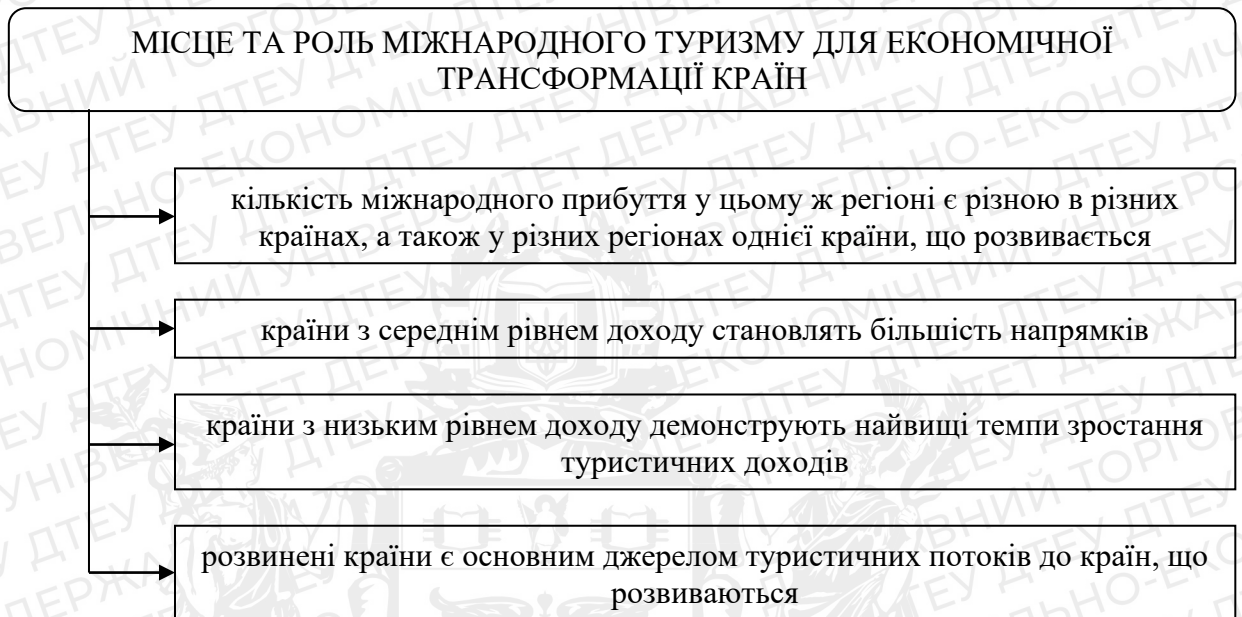 МІСЦЕ ТА РОЛЬ МІЖНАРОДНОГО ТУРИЗМУ ДЛЯ ЕКОНОМІЧНОЇ
ТРАНСФОРМАЦІЇ КРАЇН
кількість міжнародного прибуття у цьому ж регіоні є різною в різних
країнах, а також у різних регіонах однієї країни, що розвивається
країни з середнім рівнем доходу становлять більшість напрямків
країни з низьким рівнем доходу демонструють найвищі темпи зростання
туристичних доходів
розвинені країни є основним джерелом туристичних потоків до країн, що
розвиваються